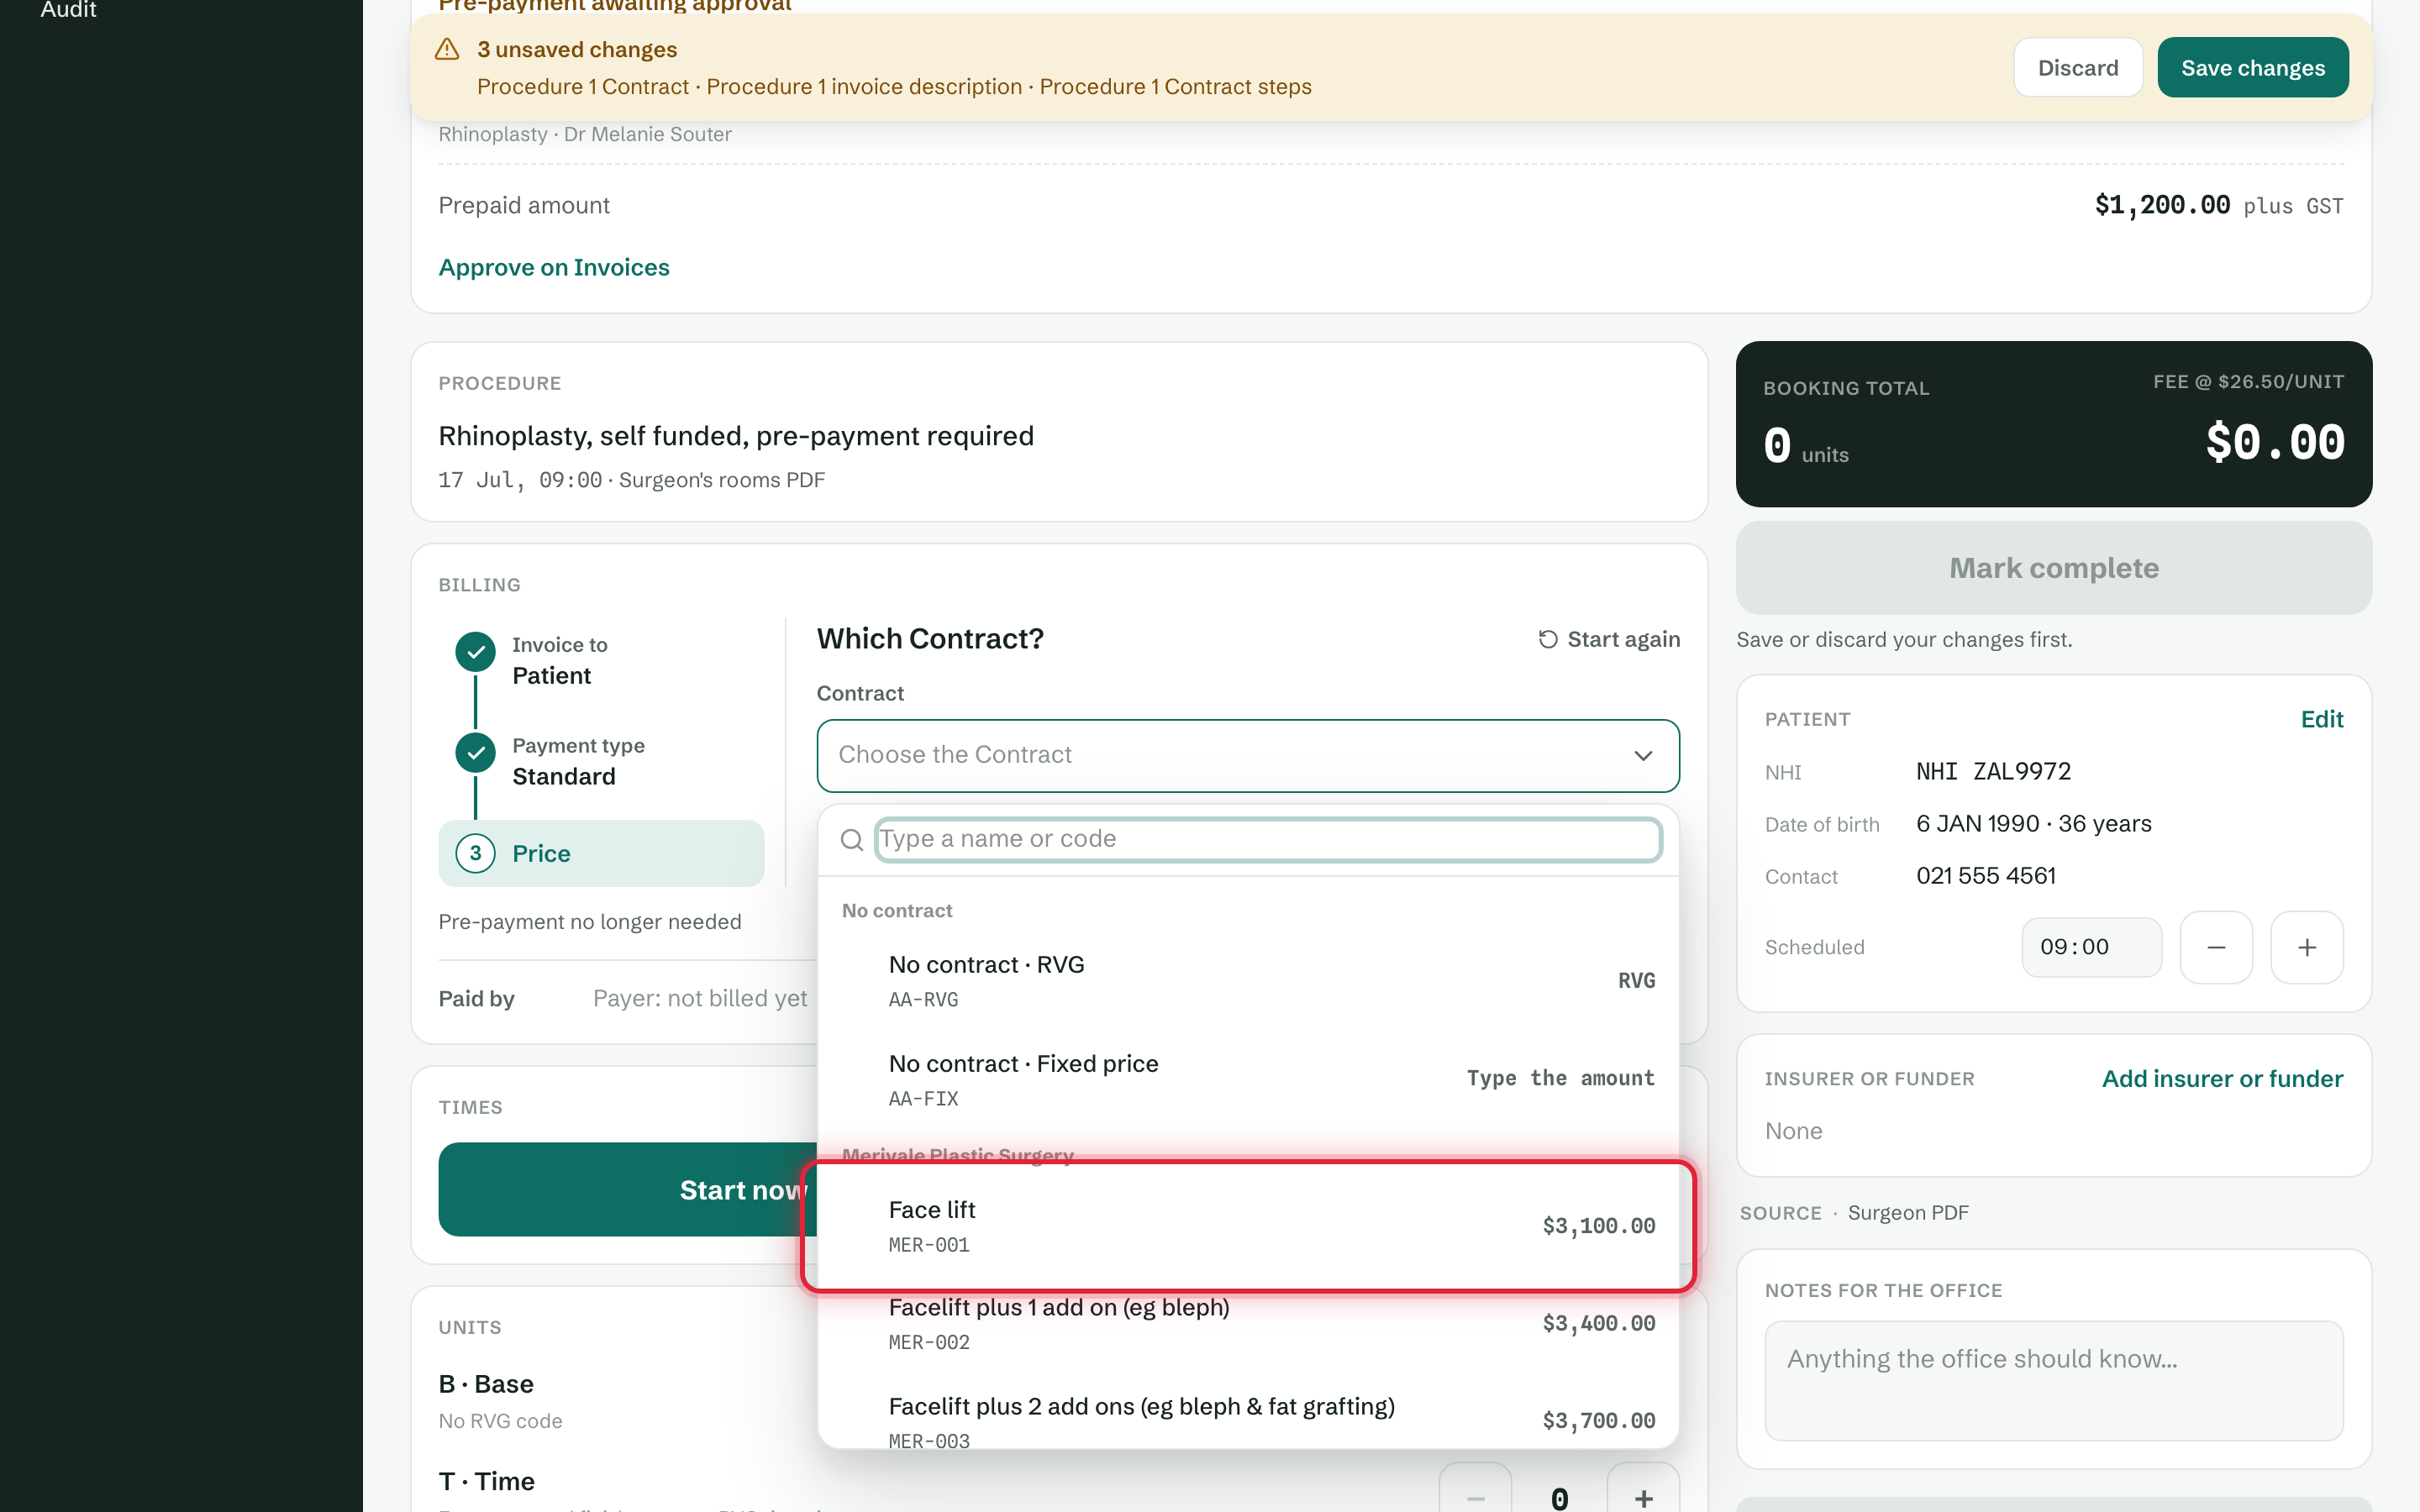 Audit
Pre-payment awaiting approval
3 unsaved changes
Procedure 1 Contract · Procedure 1 invoice description · Procedure 1 Contract steps
Discard
Save changes
Rhinoplasty · Dr Melanie Souter
Prepaid amount
$1,200.00 plus GST
Approve on Invoices
PROCEDURE
Rhinoplasty, self funded, pre-payment required
17 Jul, 09:00 · Surgeon's rooms PDF
BOOKING TOTAL
FEE @ $26.50/UNIT
0 units
$0.00
Mark complete
Save or discard your changes first.
BILLING
Invoice to
Patient
Payment type
Standard
3 Price
Pre-payment no longer needed
Paid by
Payer: not billed yet
Which Contract?
Start again
Contract
Choose the Contract
Type a name or code
No contract
No contract · RVG
AA-RVG
RVG
No contract · Fixed price
AA-FIX
Type the amount
Merivale Plastic Surgery
Face lift
MER-001
$3,100.00
Facelift plus 1 add on (eg bleph)
MER-002
$3,400.00
Facelift plus 2 add ons (eg bleph & fat grafting)
MER-003
$3,700.00
TIMES
Start now
UNITS
B · Base
No RVG code
T · Time
0
PATIENT
Edit
NHI
NHI ZAL9972
Date of birth
6 JAN 1990 · 36 years
Contact
021 555 4561
Scheduled
09:00
INSURER OR FUNDER
Add insurer or funder
None
SOURCE · Surgeon PDF
NOTES FOR THE OFFICE
Anything the office should know...